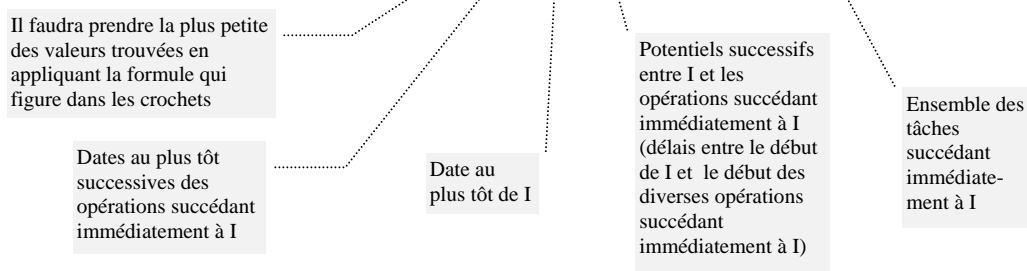 Il faudra prendre la plus petite
des valeurs trouvées en
appliquant la formule qui
figure dans les crochets
Dates au plus tôt
successives des
opérations succédant
immédiatement à I
Date au
plus tôt de I
Potentiels successifs
entre I et les
opérations succédant
immédiatement à I
(délais entre le début
de I et le début des
diverses opérations
succédant
immédiatement à I)
Ensemble des
tâches
succédant
immédiate-
ment à I